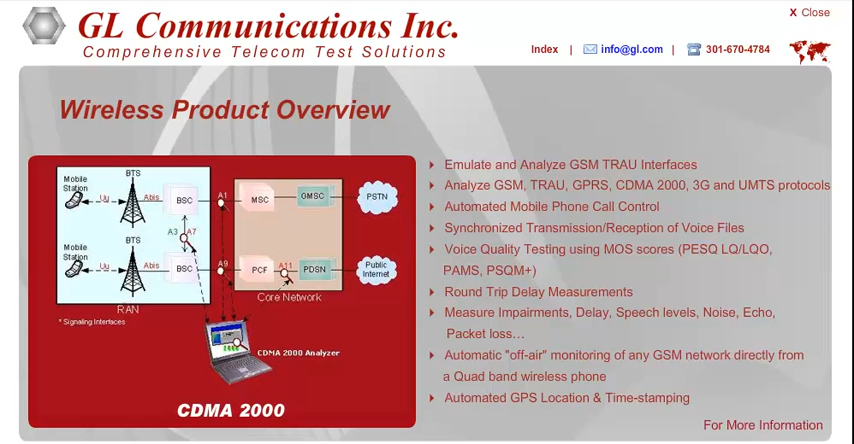 X Close
GL Communications Inc.
Comprehensive Telecom Test Solutions
Index | info@gl.com | 301-670-4784
Wireless Product Overview
Mobile
Station
Uu
BTS
Abis
BSC
A1
MSC
GMSC
PSTN
A3
A7
Mobile
Station
Uu
BTS
Abis
BSC
A9
PCF
A11
PDSN
Public
Internet
RAN
Core Network
* Signaling Interfaces
CDMA 2000 Analyzer
CDMA 2000
Emulate and Analyze GSM TRAU Interfaces
Analyze GSM, TRAU, GPRS, CDMA 2000, 3G and UMTS protocols
Automated Mobile Phone Call Control
Synchronized Transmission/Reception of Voice Files
Voice Quality Testing using MOS scores (PESQ LQ/LQO,
PAMS, PSQM+)
Round Trip Delay Measurements
Measure Impairments, Delay, Speech levels, Noise, Echo,
Packet loss…
Automatic "off-air" monitoring of any GSM network directly from
a Quad band wireless phone
Automated GPS Location & Time-stamping
For More Information